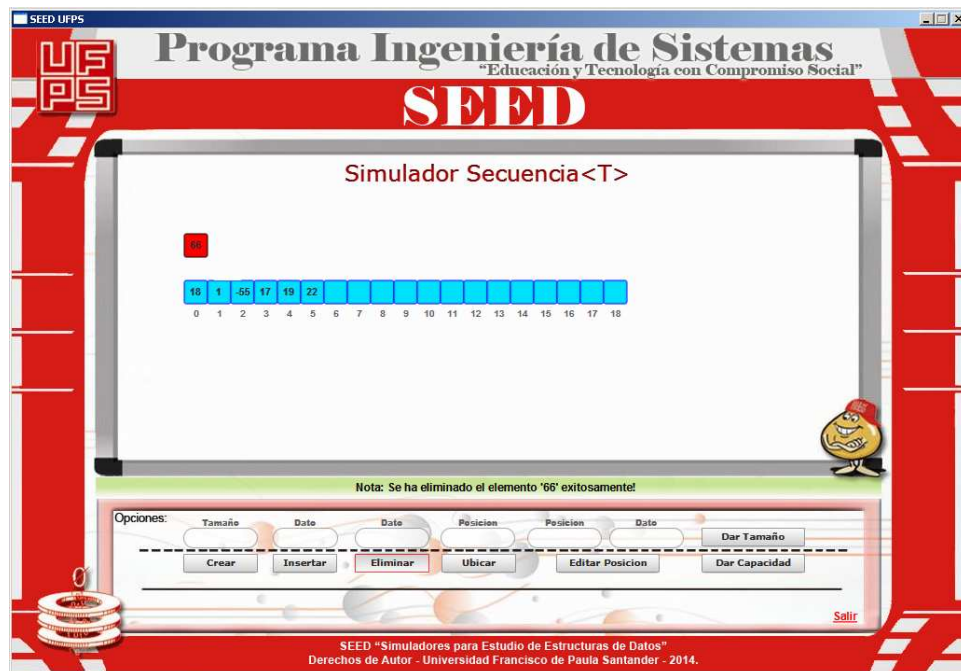 SEED UFPS
UFPS
Programa Ingeniería de Sistemas
“Educación y Tecnología con Compromiso Social”
SEED
Simulador Secuencia<T>
66
18 1 -55 17 19 22
0 1 2 3 4 5 6 7 8 9 10 11 12 13 14 15 16 17 18
Nota: Se ha eliminado el elemento '66' exitosamente!
Opciones:
Tamaño Dato Dato Posicion Posicion Dato
Dar Tamaño
Crear Insertar Eliminar Ubicar Editar Posicion Dar Capacidad
Salir
SEED “Simuladores para Estudio de Estructuras de Datos”
Derechos de Autor - Universidad Francisco de Paula Santander - 2014.